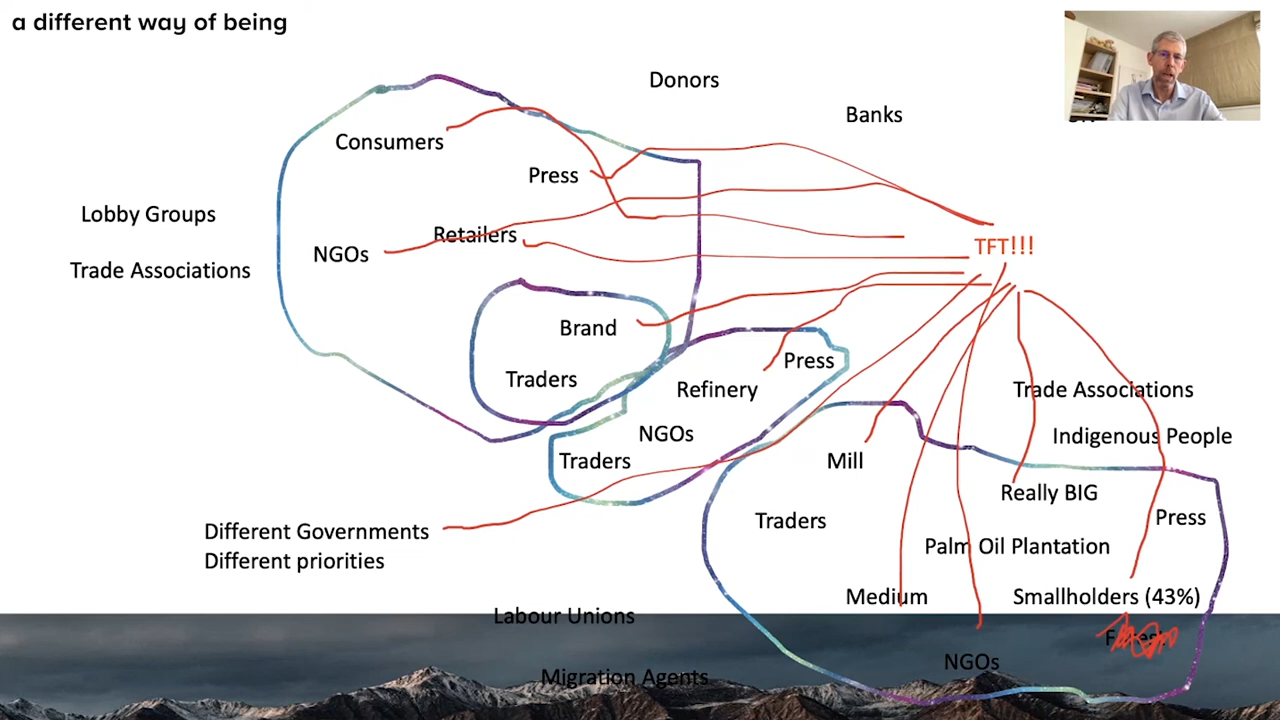 a different way of being
Donors
Banks
Consumers
Press
Lobby Groups
Retailers
TFT!!!
NGOs
Trade Associations
Brand
Press
Traders
Refinery
Trade Associations
NGOs
Indigenous People
Traders
Mill
Really BIG
Traders
Press
Different Governments
Palm Oil Plantation
Different priorities
Medium
Smallholders (43%)
Labour Unions
NGOs
Migration Agents